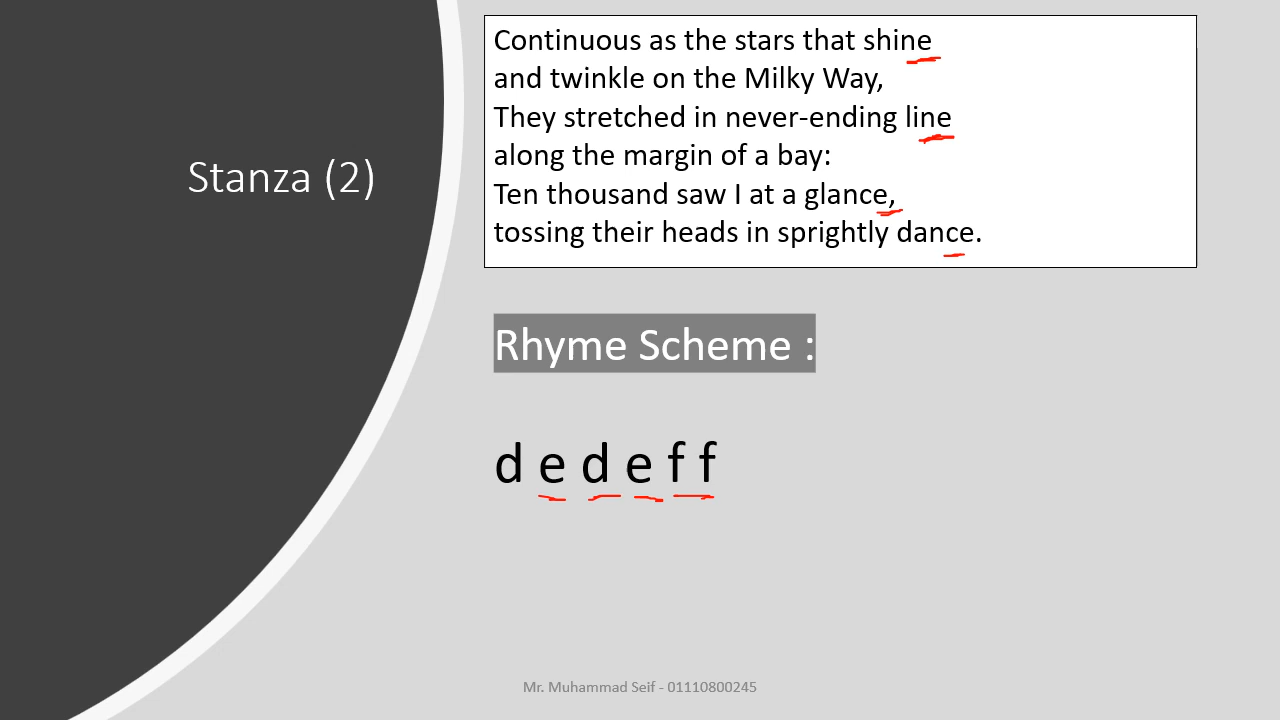 Stanza (2)
Continuous as the stars that shine
and twinkle on the Milky Way,
They stretched in never-ending line
along the margin of a bay:
Ten thousand saw I at a glance,
tossing their heads in sprightly dance.
Rhyme Scheme :
d e d e f f
Mr. Muhammad Seif - 01110800245